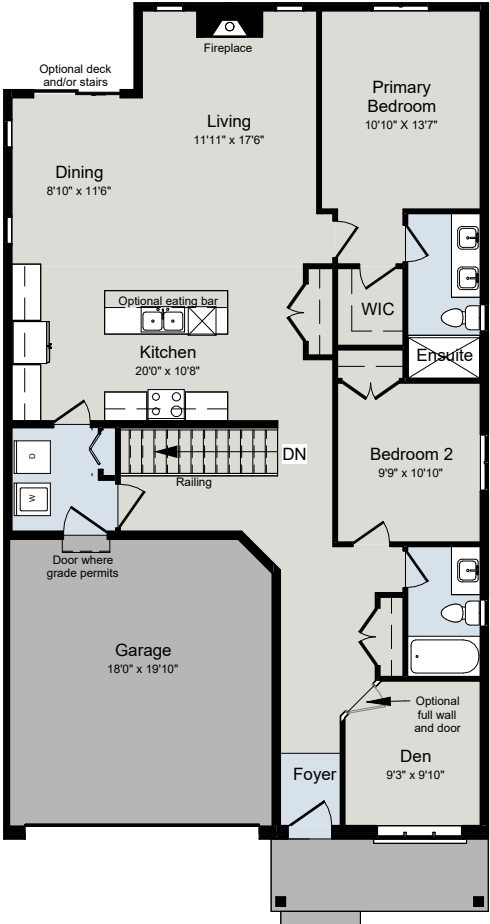 Fireplace
Optional deck
and/or stairs
Primary
Bedroom
10'10" X 13'7"
Living
11'11" x 17'6"
Dining
8'10" x 11'6"
Optional eating bar
WIC
Kitchen
20'0" x 10'8"
Ensuite
DN
Bedroom 2
9'9" x 10'10"
D
Railing
W
Door where
grade permits
Garage
18'0" x 19'10"
Optional
full wall
and door
Den
9'3" x 9'10"
Foyer